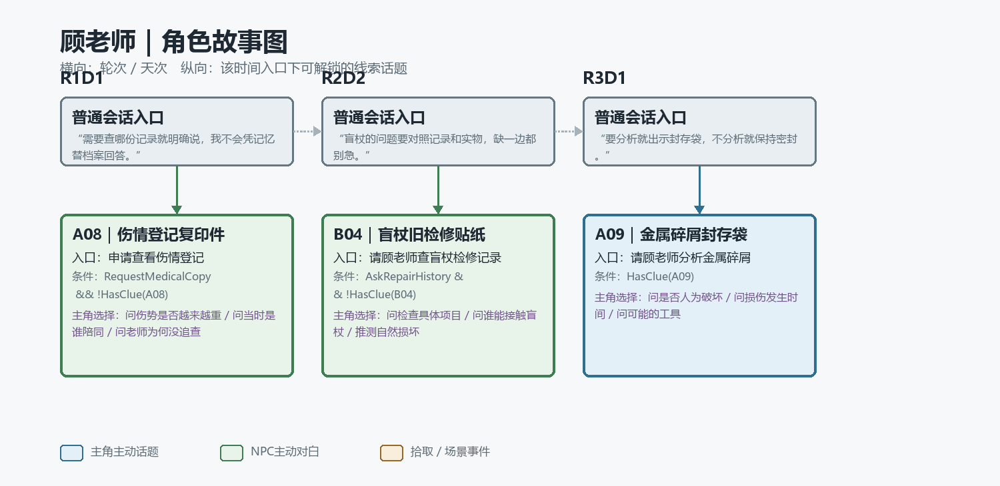 顾老师｜角色故事图
横向：轮次 / 天次　纵向：该时间入口下可解锁的线索话题
R1D1
R2D2
R3D1
普通会话入口
“需要查哪份记录就明确说，我不会凭记忆
替档案回答。”
普通会话入口
“盲杖的问题要对照记录和实物，缺一边都
别急。”
普通会话入口
“要分析就出示封存袋，不分析就保持密封
。”
A08｜伤情登记复印件
入口：申请查看伤情登记
条件：RequestMedicalCopy
&& !HasClue(A08)
主角选择：问伤势是否越来越重 / 问当时是
谁陪同 / 问老师为何没追查
B04｜盲杖旧检修贴纸
入口：请顾老师查盲杖检修记录
条件：AskRepairHistory &
& !HasClue(B04)
主角选择：问检查具体项目 / 问谁能接触盲
杖 / 推测自然损坏
A09｜金属碎屑封存袋
入口：请顾老师分析金属碎屑
条件：HasClue(A09)
主角选择：问是否人为破坏 / 问损伤发生时
间 / 问可能的工具
主角主动话题
NPC主动对白
拾取 / 场景事件